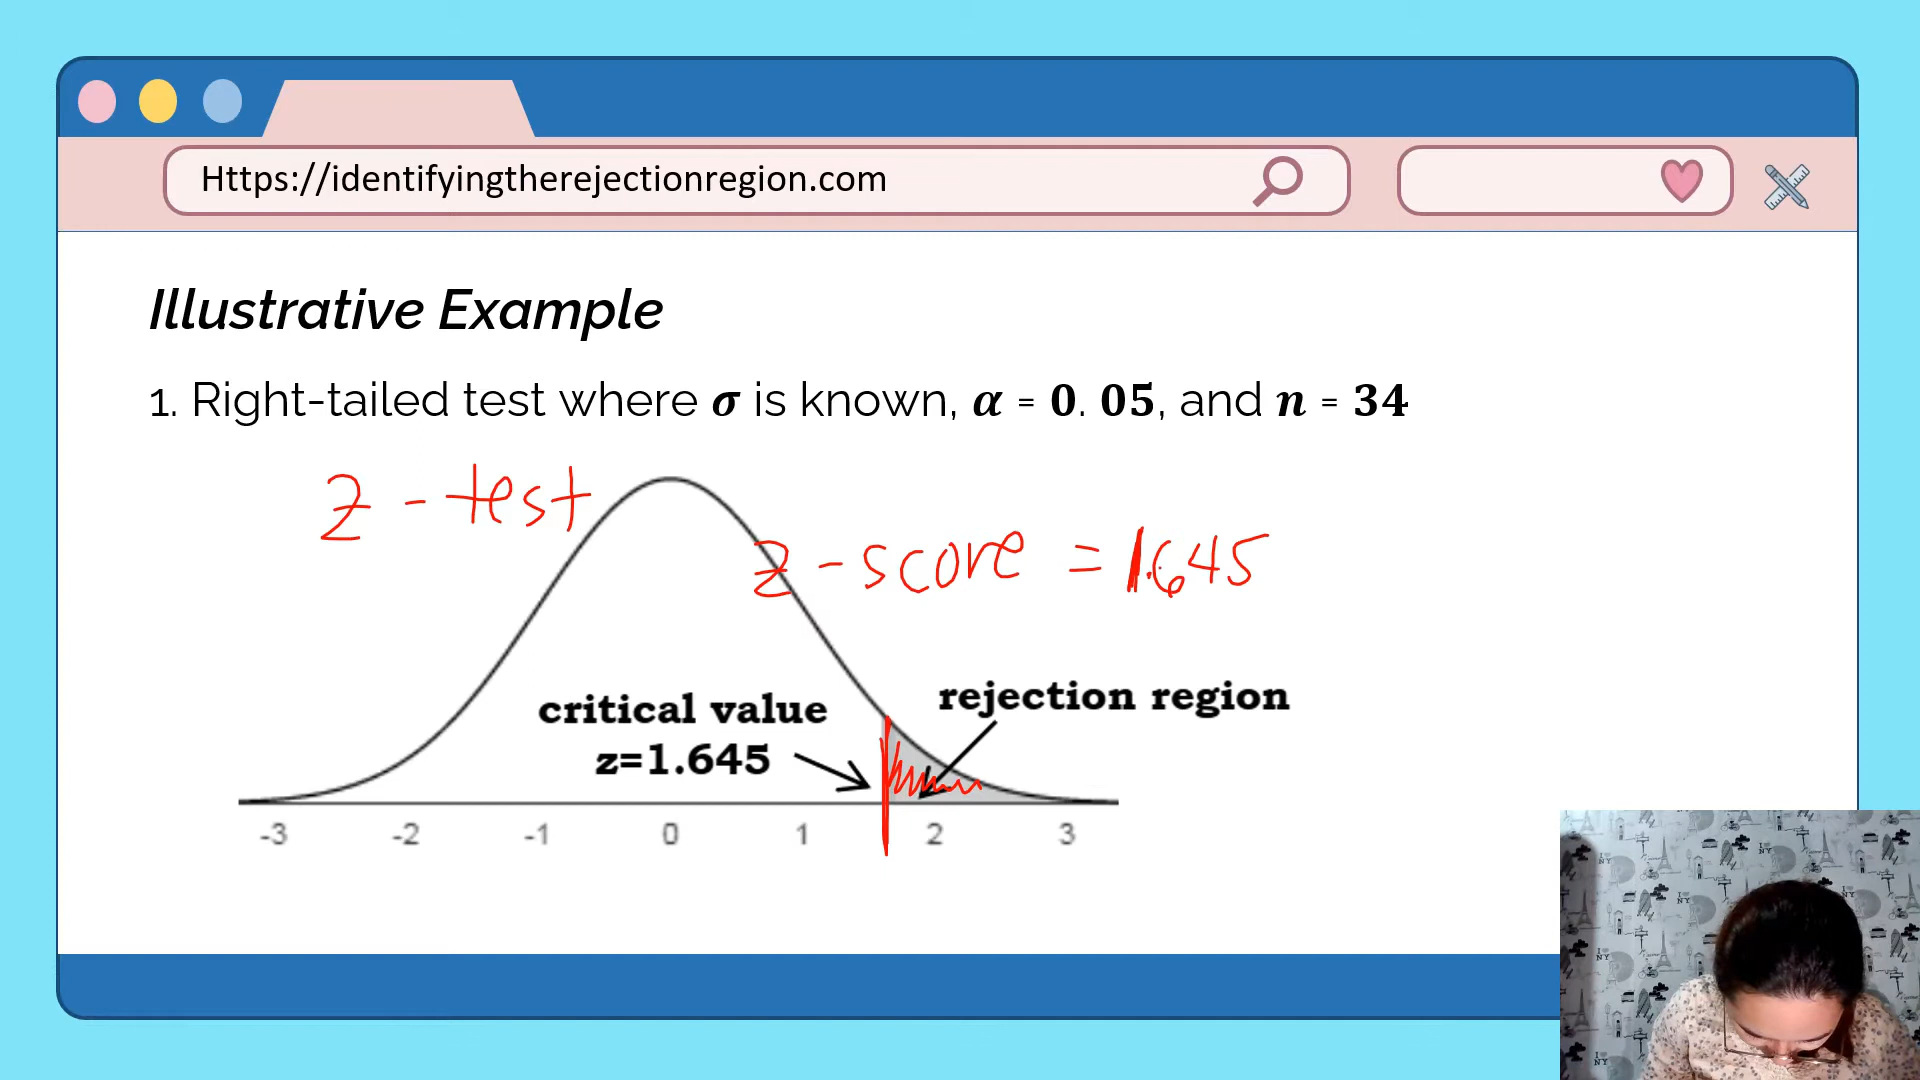 Https://identifyingtherejectionregion.com
Illustrative Example
1. Right-tailed test where σ is known, α = 0. 05, and n = 34
z - test
z - score = 1.645
critical value
z=1.645
rejection region
-3 -2 -1 0 1 2 3